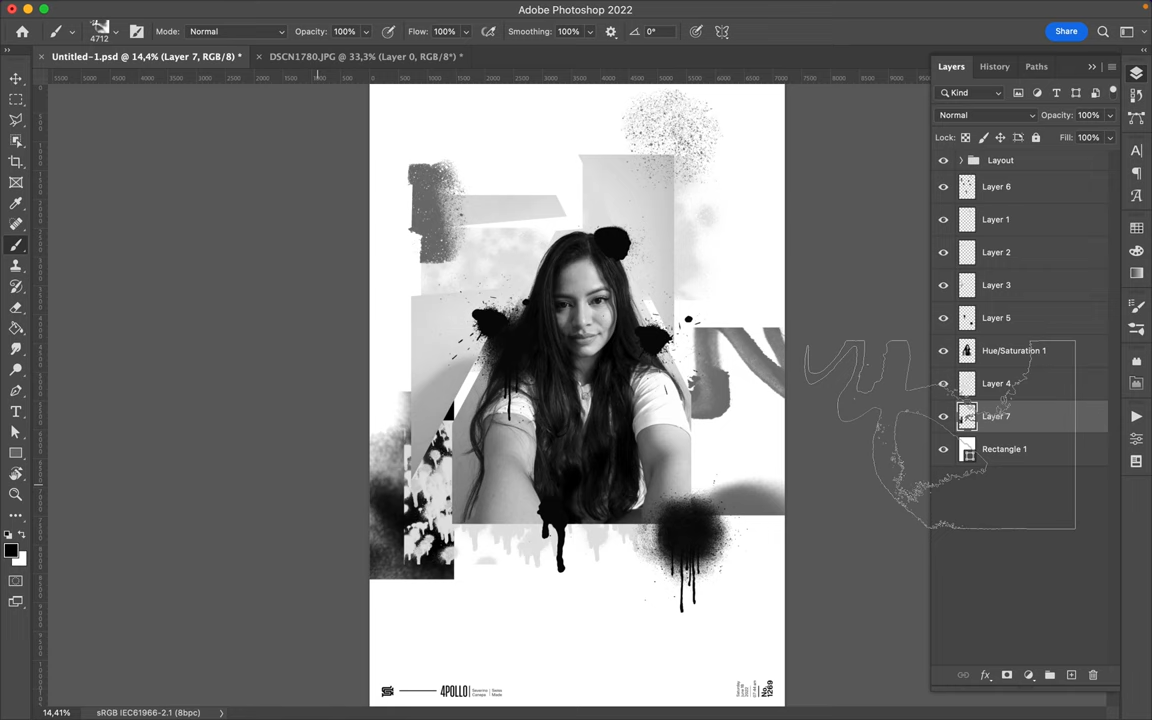 Adobe Photoshop 2022
4712
Mode: Normal Opacity: 100% Flow: 100% Smoothing: 100% 0° Share
Untitled-1.psd @ 14,4% (Layer 7, RGB/8) * DSCN1780.JPG @ 33,3% (Layer 0, RGB/8*) *
Layers History Paths
Kind
Normal Opacity: 100%
Lock: Fill: 100%
Layout
Layer 6
Layer 1
Layer 2
Layer 3
Layer 5
Hue/Saturation 1
Layer 4
Layer 7
Rectangle 1
4POLLO
No.
1269
14,41% sRGB IEC61966-2.1 (8bpc)